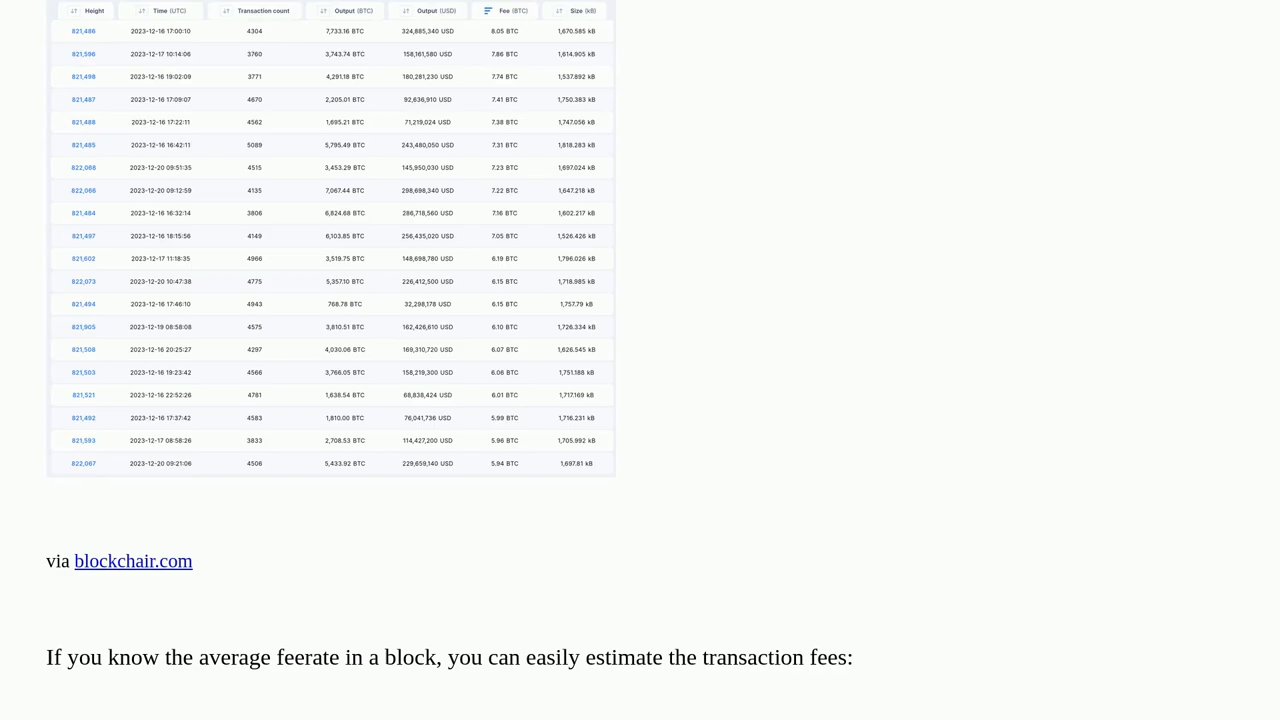 Height Time (UTC) Transaction count Output (BTC) Output (USD) Fee (BTC) Size (kB)
821,486 2023-12-16 17:00:10 4304 7,733.16 BTC 324,885,340 USD 8.05 BTC 1,670.585 kB
821,596 2023-12-17 10:14:06 3760 3,743.74 BTC 158,161,580 USD 7.86 BTC 1,614.905 kB
821,498 2023-12-16 19:02:09 3771 4,291.18 BTC 180,281,230 USD 7.74 BTC 1,537.892 kB
821,487 2023-12-16 17:09:07 4670 2,205.01 BTC 92,636,910 USD 7.41 BTC 1,750.383 kB
821,488 2023-12-16 17:22:11 4562 1,695.21 BTC 71,219,024 USD 7.38 BTC 1,747.056 kB
821,485 2023-12-16 16:42:11 5089 5,795.49 BTC 243,480,050 USD 7.31 BTC 1,818.283 kB
822,068 2023-12-20 09:51:35 4515 3,453.29 BTC 145,950,030 USD 7.23 BTC 1,697.024 kB
822,066 2023-12-20 09:12:59 4135 7,067.44 BTC 298,698,340 USD 7.22 BTC 1,647.218 kB
821,484 2023-12-16 16:32:14 3806 6,824.68 BTC 286,718,560 USD 7.16 BTC 1,602.217 kB
821,497 2023-12-16 18:15:56 4149 6,103.85 BTC 256,435,020 USD 7.05 BTC 1,526.426 kB
821,602 2023-12-17 11:18:35 4966 3,519.75 BTC 148,698,780 USD 6.19 BTC 1,796.026 kB
822,073 2023-12-20 10:47:38 4775 5,357.10 BTC 226,412,500 USD 6.15 BTC 1,718.985 kB
821,494 2023-12-16 17:46:10 4943 768.78 BTC 32,298,178 USD 6.15 BTC 1,757.79 kB
821,905 2023-12-19 08:58:08 4575 3,810.51 BTC 162,426,610 USD 6.10 BTC 1,726.334 kB
821,508 2023-12-16 20:25:27 4297 4,030.06 BTC 169,310,720 USD 6.07 BTC 1,626.545 kB
821,503 2023-12-16 19:23:42 4566 3,766.05 BTC 158,219,300 USD 6.06 BTC 1,751.188 kB
821,521 2023-12-16 22:52:26 4781 1,638.54 BTC 68,838,424 USD 6.01 BTC 1,717.169 kB
821,492 2023-12-16 17:37:42 4583 1,810.00 BTC 76,041,736 USD 5.99 BTC 1,716.231 kB
821,593 2023-12-17 08:58:26 3833 2,708.53 BTC 114,427,200 USD 5.96 BTC 1,705.992 kB
822,067 2023-12-20 09:21:06 4506 5,433.92 BTC 229,659,140 USD 5.94 BTC 1,697.81 kB
via blockchair.com
If you know the average feerate in a block, you can easily estimate the transaction fees: